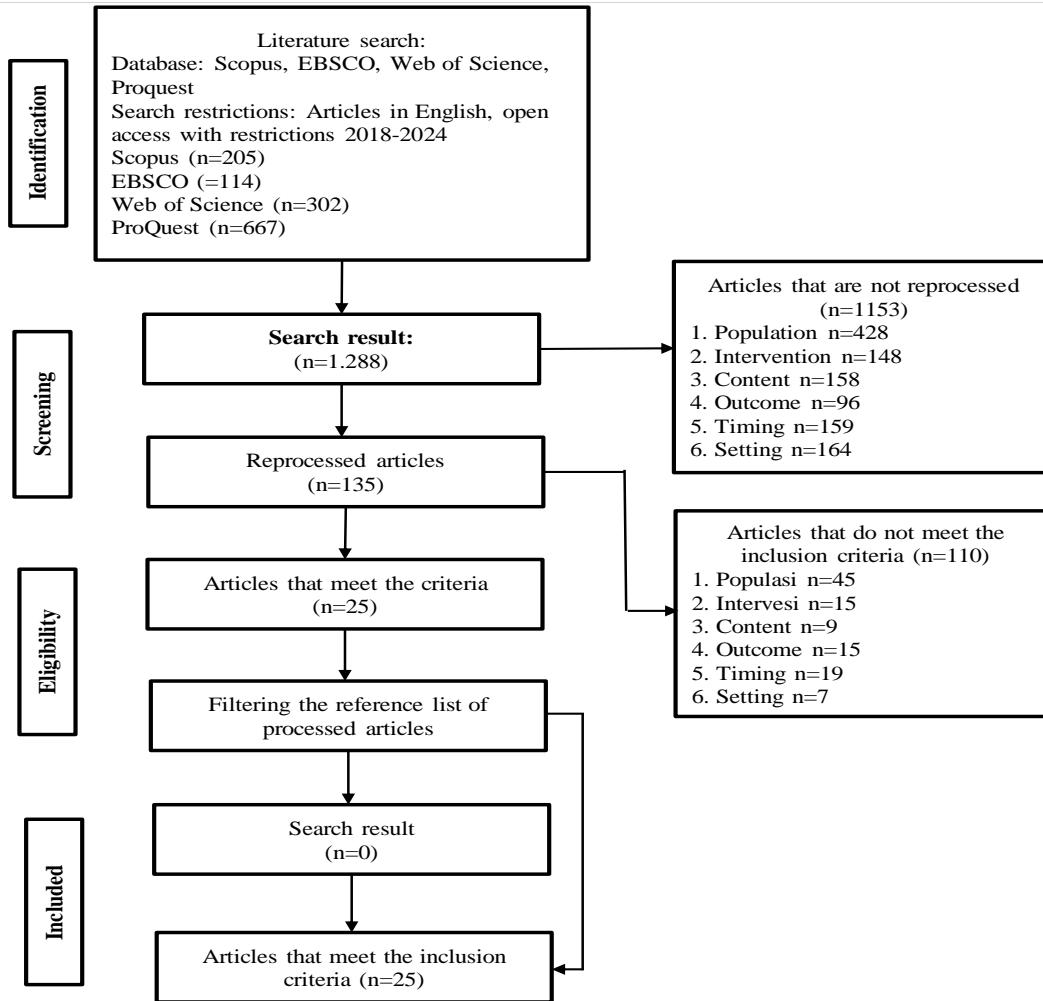 Identification
Literature search:
Database: Scopus, EBSCO, Web of Science,
Proquest
Search restrictions: Articles in English, open
access with restrictions 2018-2024
Scopus (n=205)
EBSCO (=114)
Web of Science (n=302)
ProQuest (n=667)
Screening
Search result:
(n=1.288)
Articles that are not reprocessed
(n=1153)
1. Population n=428
2. Intervention n=148
3. Content n=158
4. Outcome n=96
5. Timing n=159
6. Setting n=164
Reprocessed articles
(n=135)
Articles that do not meet the
inclusion criteria (n=110)
1. Populasi n=45
2. Intervesi n=15
3. Content n=9
4. Outcome n=15
5. Timing n=19
6. Setting n=7
Eligibility
Articles that meet the criteria
(n=25)
Filtering the reference list of
processed articles
Included
Search result
(n=0)
Articles that meet the inclusion
criteria (n=25)